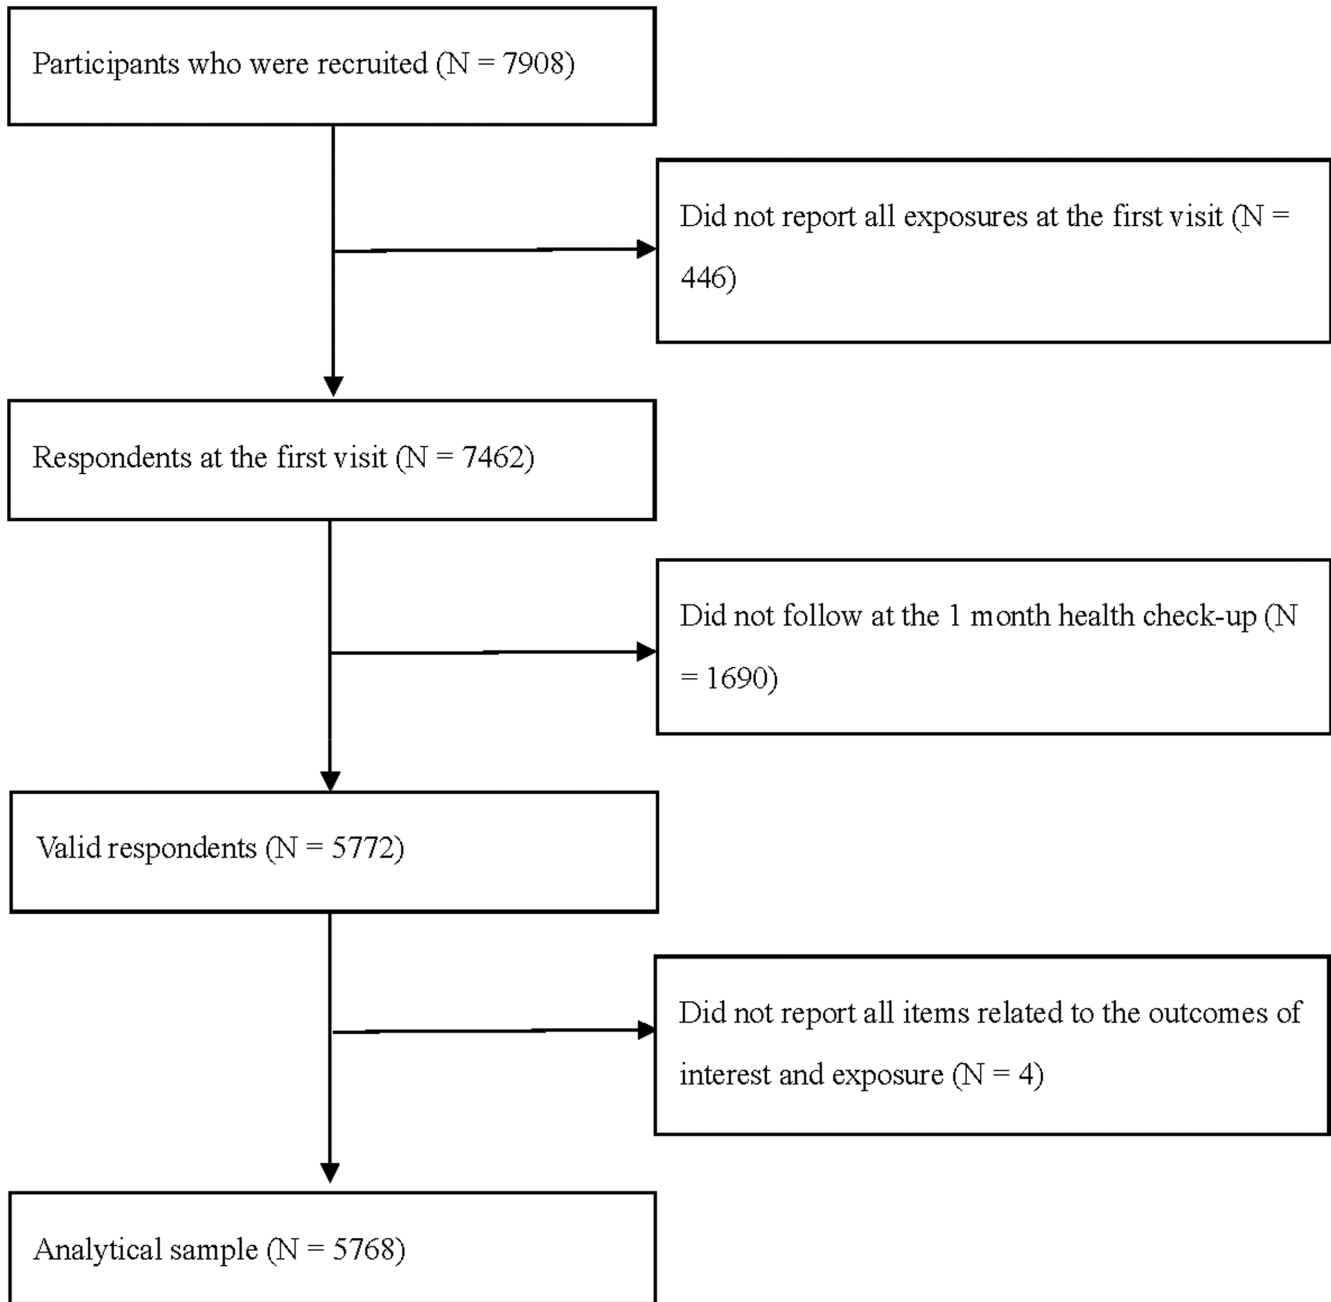 Participants who were recruited (N = 7908)
Did not report all exposures at the first visit (N =
446)
Respondents at the first visit (N = 7462)
Did not follow at the 1 month health check-up (N
= 1690)
Valid respondents (N = 5772)
Did not report all items related to the outcomes of
interest and exposure (N = 4)
Analytical sample (N = 5768)